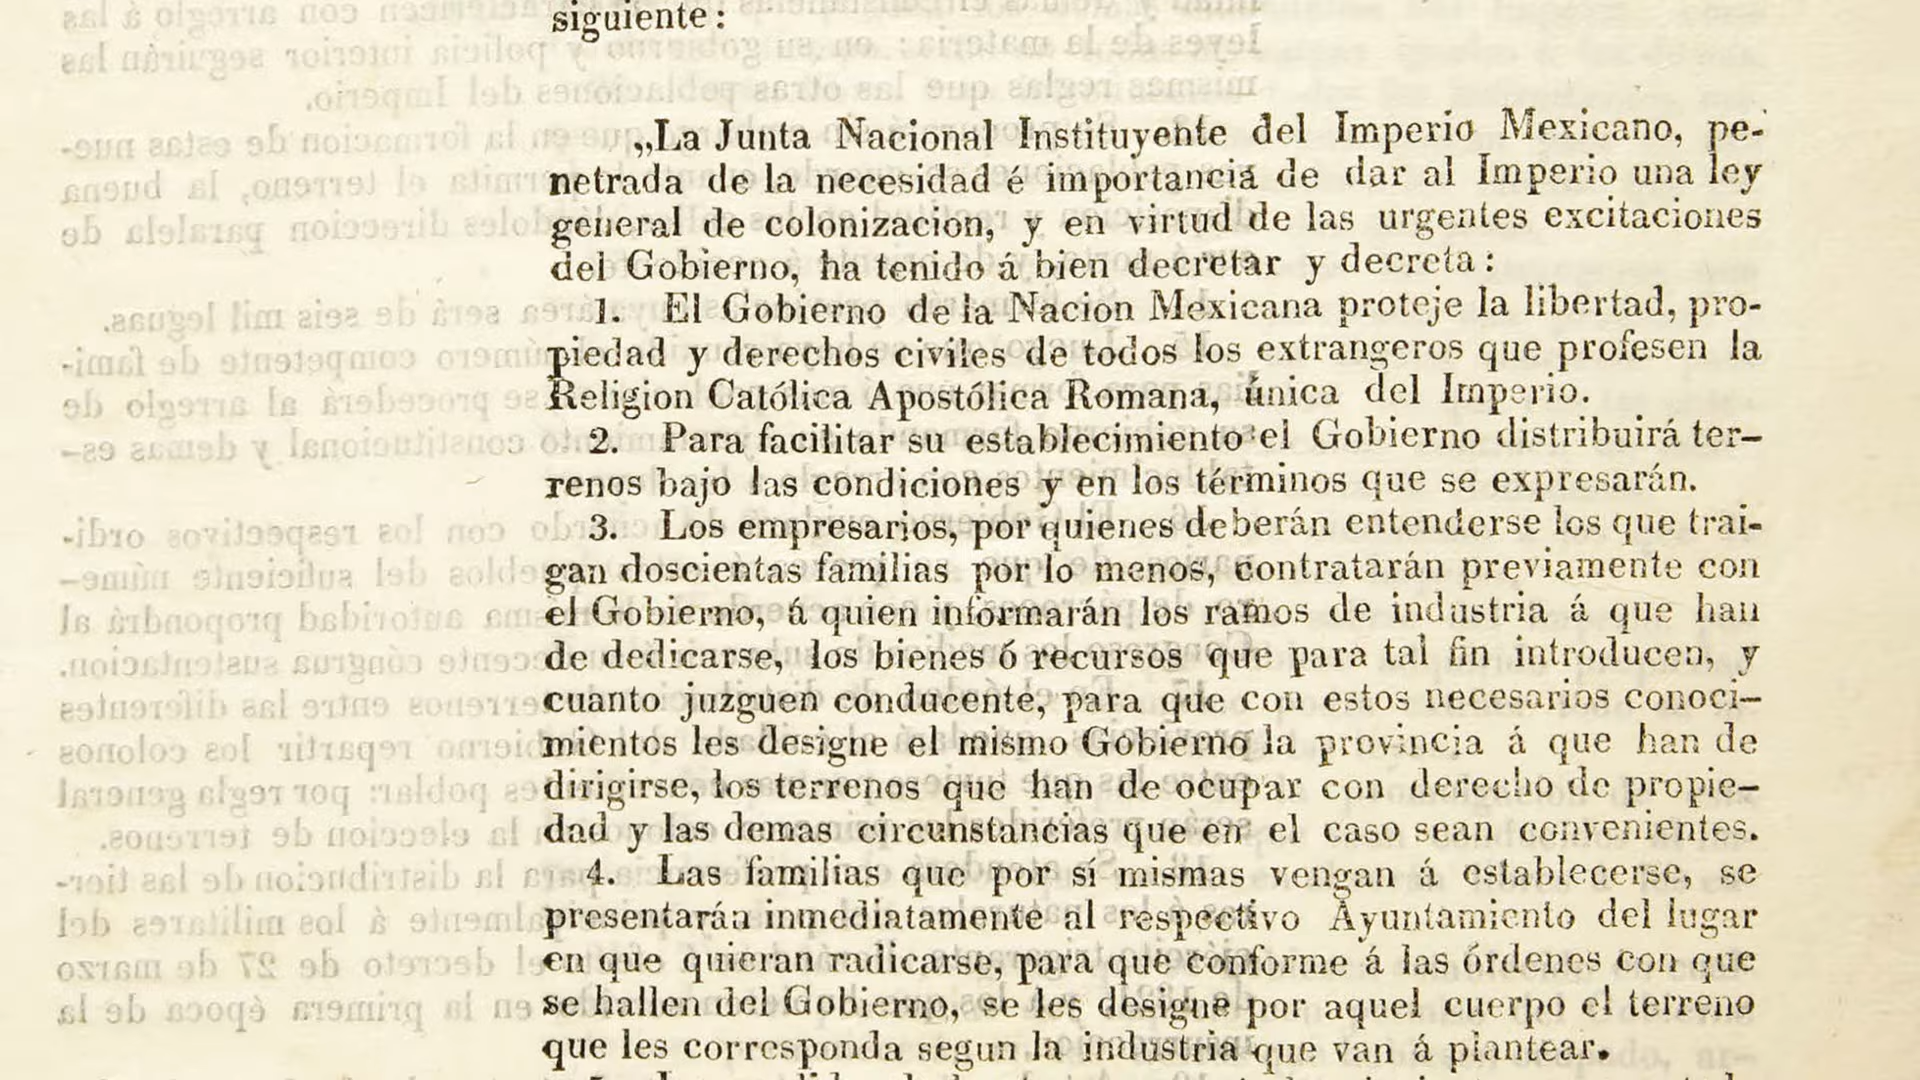 siguiente:
„La Junta Nacional Instituyente del Imperio Mexicano, pe-
netrada de la necesidad é importancia de dar al Imperio una ley
general de colonizacion, y en virtud de las urgentes excitaciones
del Gobierno, ha tenido á bien decretar y decreta:
1. El Gobierno de la Nacion Mexicana proteje la libertad, pro-
piedad y derechos civiles de todos los extrangeros que profesen la
Religion Católica Apostólica Romana, única del Imperio.
2. Para facilitar su establecimiento el Gobierno distribuirá ter-
renos bajo las condiciones y en los términos que se expresarán.
3. Los empresarios, por quienes deberán entenderse los que trai-
gan doscientas familias por lo menos, contratarán previamente con
el Gobierno, á quien informarán los ramos de industria á que han
de dedicarse, los bienes ó recursos que para tal fin introducen, y
cuanto juzguen conducente, para que con estos necesarios conoci-
mientos les designe el mismo Gobierno la provincia á que han de
dirigirse, los terrenos que han de ocupar con derecho de propie-
dad y las demas circunstancias que en el caso sean convenientes.
4. Las familias que por sí mismas vengan á establecerse, se
presentarán inmediatamente al respectivo Ayuntamiento del lugar
en que quieran radicarse, para que conforme á las órdenes con que
se hallen del Gobierno, se les designe por aquel cuerpo el terreno
que les corresponda segun la industria que van á plantear.